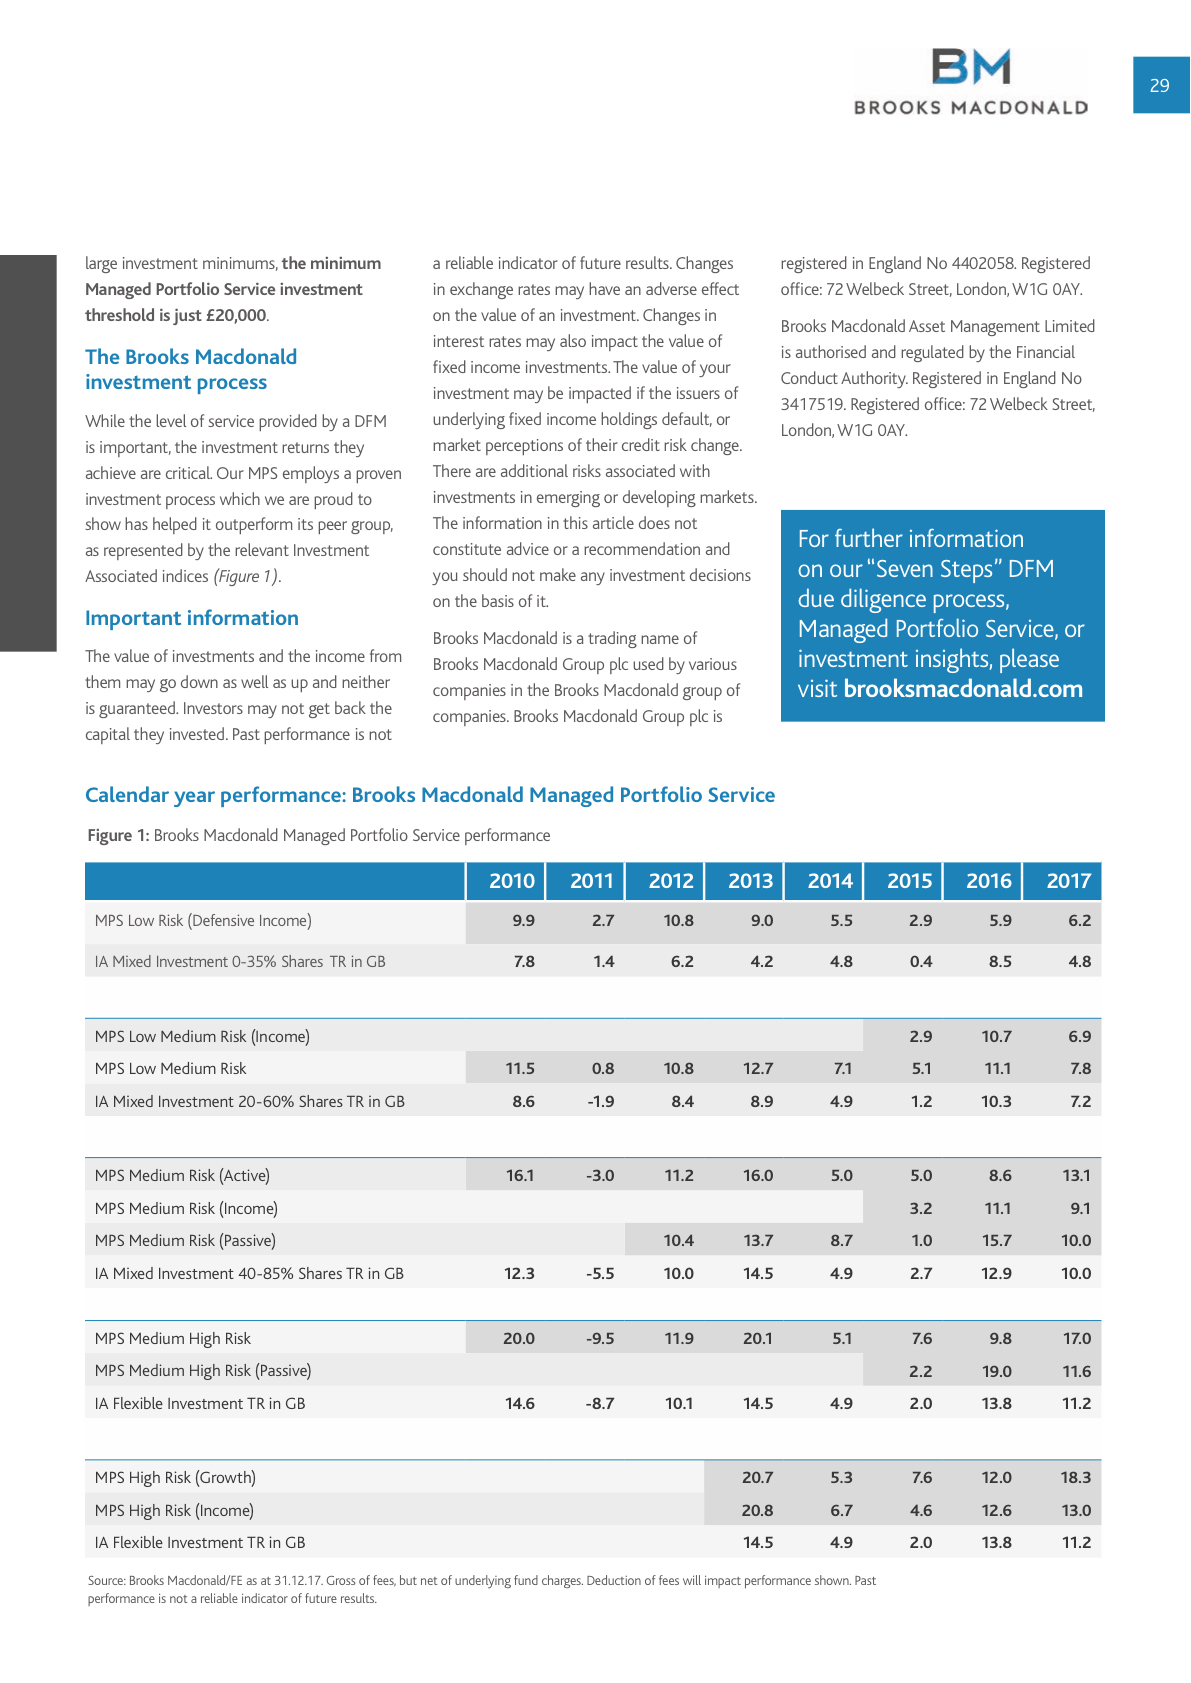 BM
BROOKS MACDONALD
29
large investment minimums, the minimum
Managed Portfolio Service investment
threshold is just £20,000.
The Brooks Macdonald
investment process
While the level of service provided by a DFM
is important, the investment returns they
achieve are critical. Our MPS employs a proven
investment process which we are proud to
show has helped it outperform its peer group,
as represented by the relevant Investment
Associated indices (Figure 1).
Important information
The value of investments and the income from
them may go down as well as up and neither
is guaranteed. Investors may not get back the
capital they invested. Past performance is not
a reliable indicator of future results. Changes
in exchange rates may have an adverse effect
on the value of an investment. Changes in
interest rates may also impact the value of
fixed income investments. The value of your
investment may be impacted if the issuers of
underlying fixed income holdings default, or
market perceptions of their credit risk change.
There are additional risks associated with
investments in emerging or developing markets.
The information in this article does not
constitute advice or a recommendation and
you should not make any investment decisions
on the basis of it.
Brooks Macdonald is a trading name of
Brooks Macdonald Group plc used by various
companies in the Brooks Macdonald group of
companies. Brooks Macdonald Group plc is
registered in England No 4402058. Registered
office: 72 Welbeck Street, London, W1G 0AY.
Brooks Macdonald Asset Management Limited
is authorised and regulated by the Financial
Conduct Authority. Registered in England No
3417519. Registered office: 72 Welbeck Street,
London, W1G 0AY.
For further information
on our “Seven Steps” DFM
due diligence process,
Managed Portfolio Service, or
investment insights, please
visit brooksmacdonald.com
Calendar year performance: Brooks Macdonald Managed Portfolio Service
Figure 1: Brooks Macdonald Managed Portfolio Service performance
2010 2011 2012 2013 2014 2015 2016 2017
MPS Low Risk (Defensive Income) 9.9 2.7 10.8 9.0 5.5 2.9 5.9 6.2
IA Mixed Investment 0-35% Shares TR in GB 7.8 1.4 6.2 4.2 4.8 0.4 8.5 4.8
MPS Low Medium Risk (Income) 2.9 10.7 6.9
MPS Low Medium Risk 11.5 0.8 10.8 12.7 7.1 5.1 11.1 7.8
IA Mixed Investment 20-60% Shares TR in GB 8.6 -1.9 8.4 8.9 4.9 1.2 10.3 7.2
MPS Medium Risk (Active) 16.1 -3.0 11.2 16.0 5.0 5.0 8.6 13.1
MPS Medium Risk (Income) 3.2 11.1 9.1
MPS Medium Risk (Passive) 10.4 13.7 8.7 1.0 15.7 10.0
IA Mixed Investment 40-85% Shares TR in GB 12.3 -5.5 10.0 14.5 4.9 2.7 12.9 10.0
MPS Medium High Risk 20.0 -9.5 11.9 20.1 5.1 7.6 9.8 17.0
MPS Medium High Risk (Passive) 2.2 19.0 11.6
IA Flexible Investment TR in GB 14.6 -8.7 10.1 14.5 4.9 2.0 13.8 11.2
MPS High Risk (Growth) 20.7 5.3 7.6 12.0 18.3
MPS High Risk (Income) 20.8 6.7 4.6 12.6 13.0
IA Flexible Investment TR in GB 14.5 4.9 2.0 13.8 11.2
Source: Brooks Macdonald/FE as at 31.12.17. Gross of fees, but net of underlying fund charges. Deduction of fees will impact performance shown. Past
performance is not a reliable indicator of future results.